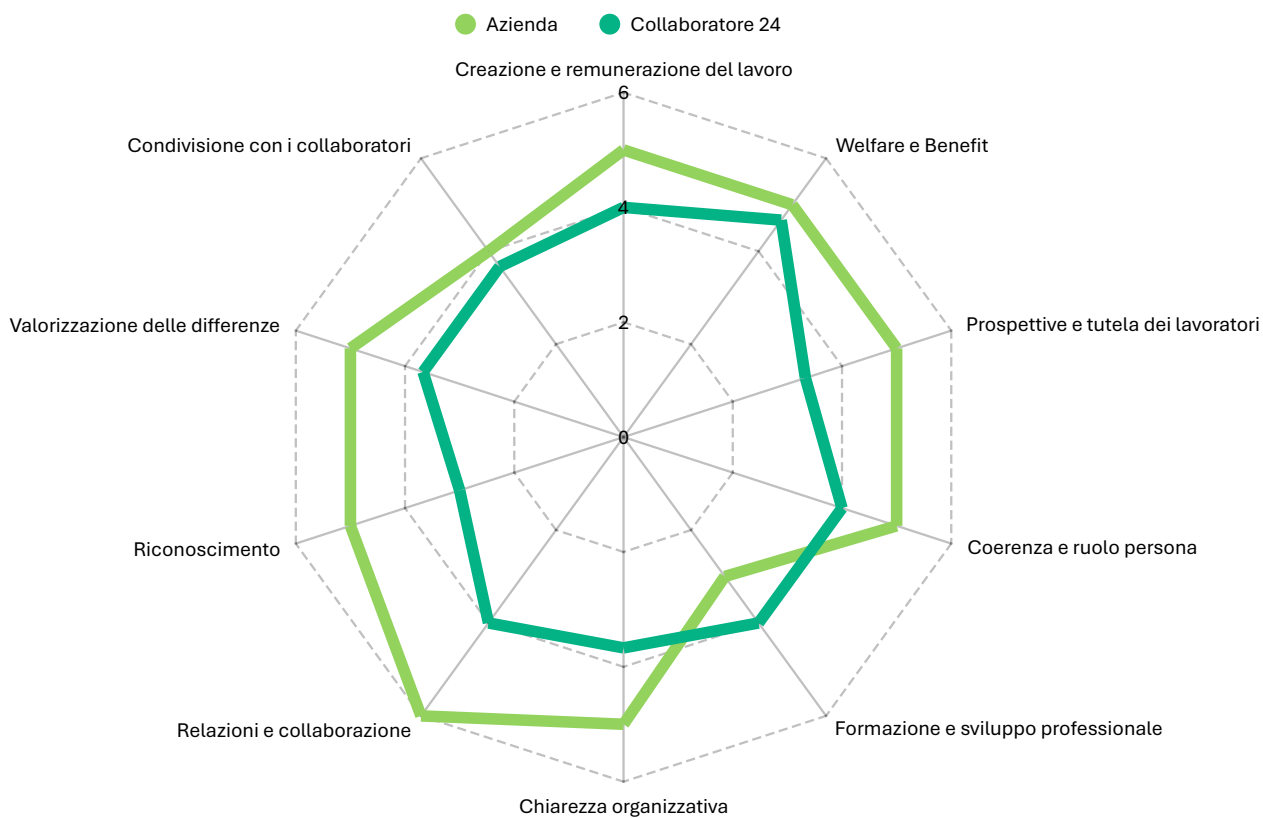 Azienda
Collaboratore 24
Creazione e remunerazione del lavoro
6
Condivisione con i collaboratori
Welfare e Benefit
4
Valorizzazione delle differenze
2
Prospettive e tutela dei lavoratori
0
Riconoscimento
Coerenza e ruolo persona
Relazioni e collaborazione
Formazione e sviluppo professionale
Chiarezza organizzativa